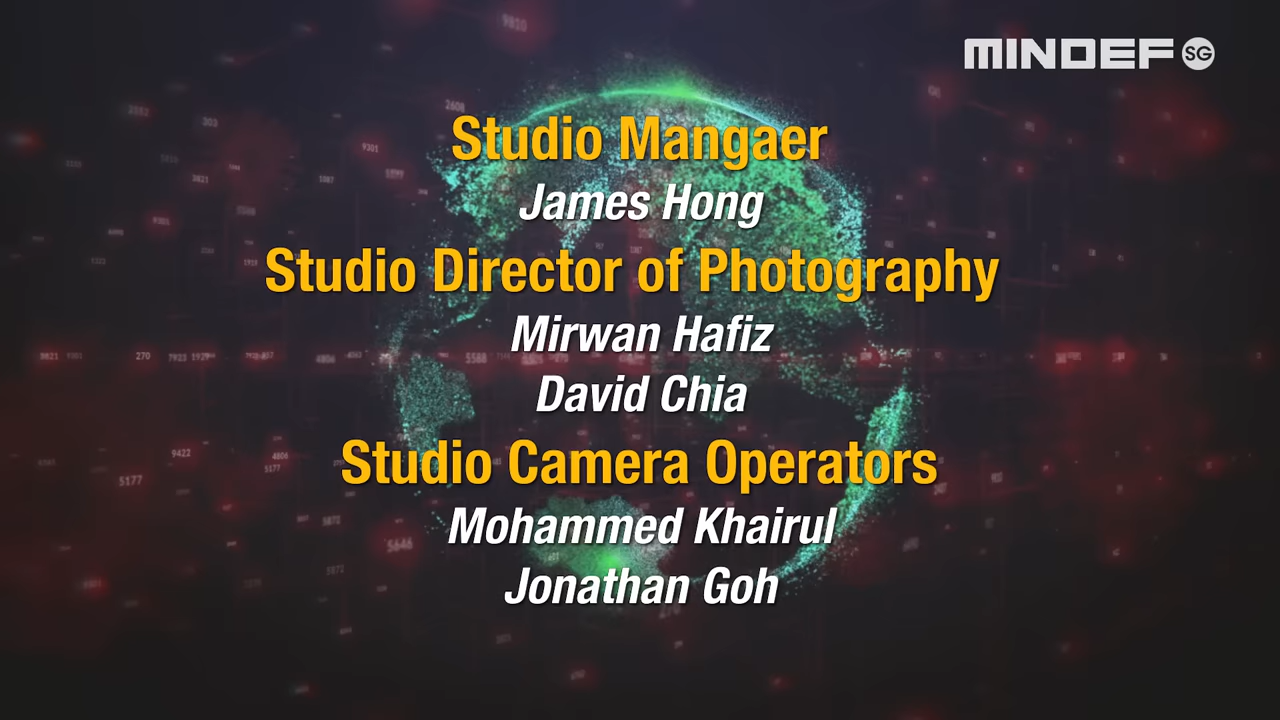 MINDEF SG
Studio Mangaer
James Hong
Studio Director of Photography
Mirwan Hafiz
David Chia
Studio Camera Operators
Mohammed Khairul
Jonathan Goh